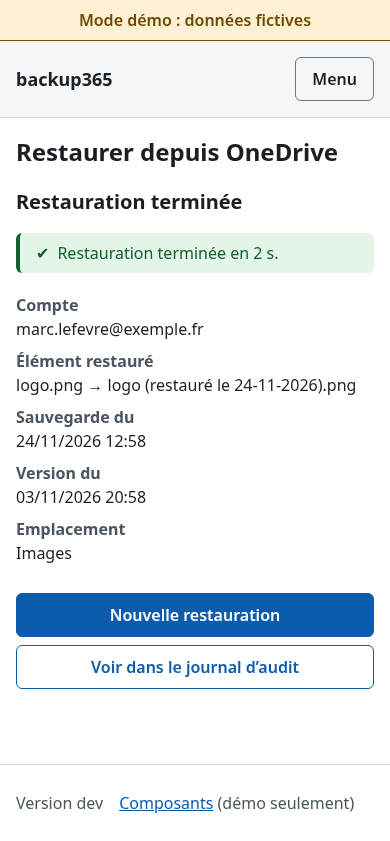 Mode démo : données fictives
backup365
Menu
Restaurer depuis OneDrive
Restauration terminée
✔ Restauration terminée en 2 s.
Compte
marc.lefevre@exemple.fr
Élément restauré
logo.png → logo (restauré le 24-11-2026).png
Sauvegarde du
24/11/2026 12:58
Version du
03/11/2026 20:58
Emplacement
Images
Nouvelle restauration
Voir dans le journal d’audit
Version dev Composants (démo seulement)